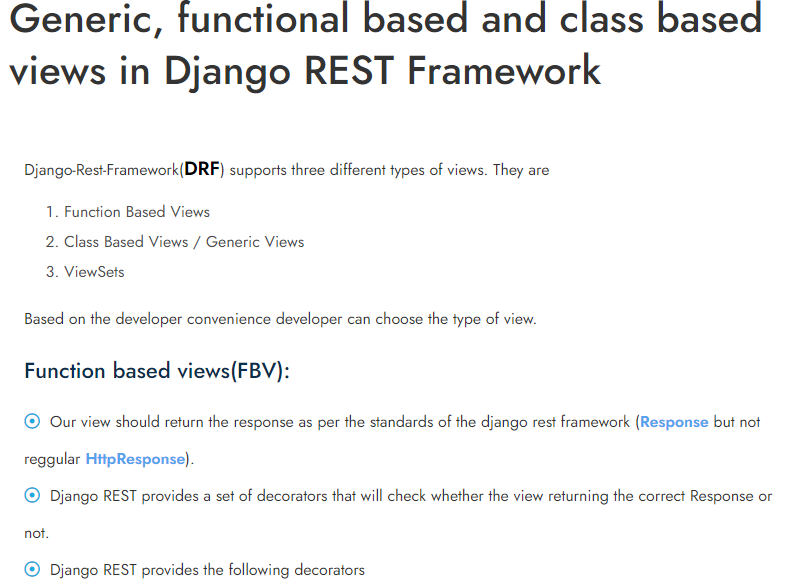 Generic, functional based and class based
views in Django REST Framework
Django-Rest-Framework(DRF) supports three different types of views. They are
1. Function Based Views
2. Class Based Views / Generic Views
3. ViewSets
Based on the developer convenience developer can choose the type of view.
Function based views(FBV):
Our view should return the response as per the standards of the django rest framework (Response but not
reggular HttpResponse).
Django REST provides a set of decorators that will check whether the view returning the correct Response or
not.
Django REST provides the following decorators